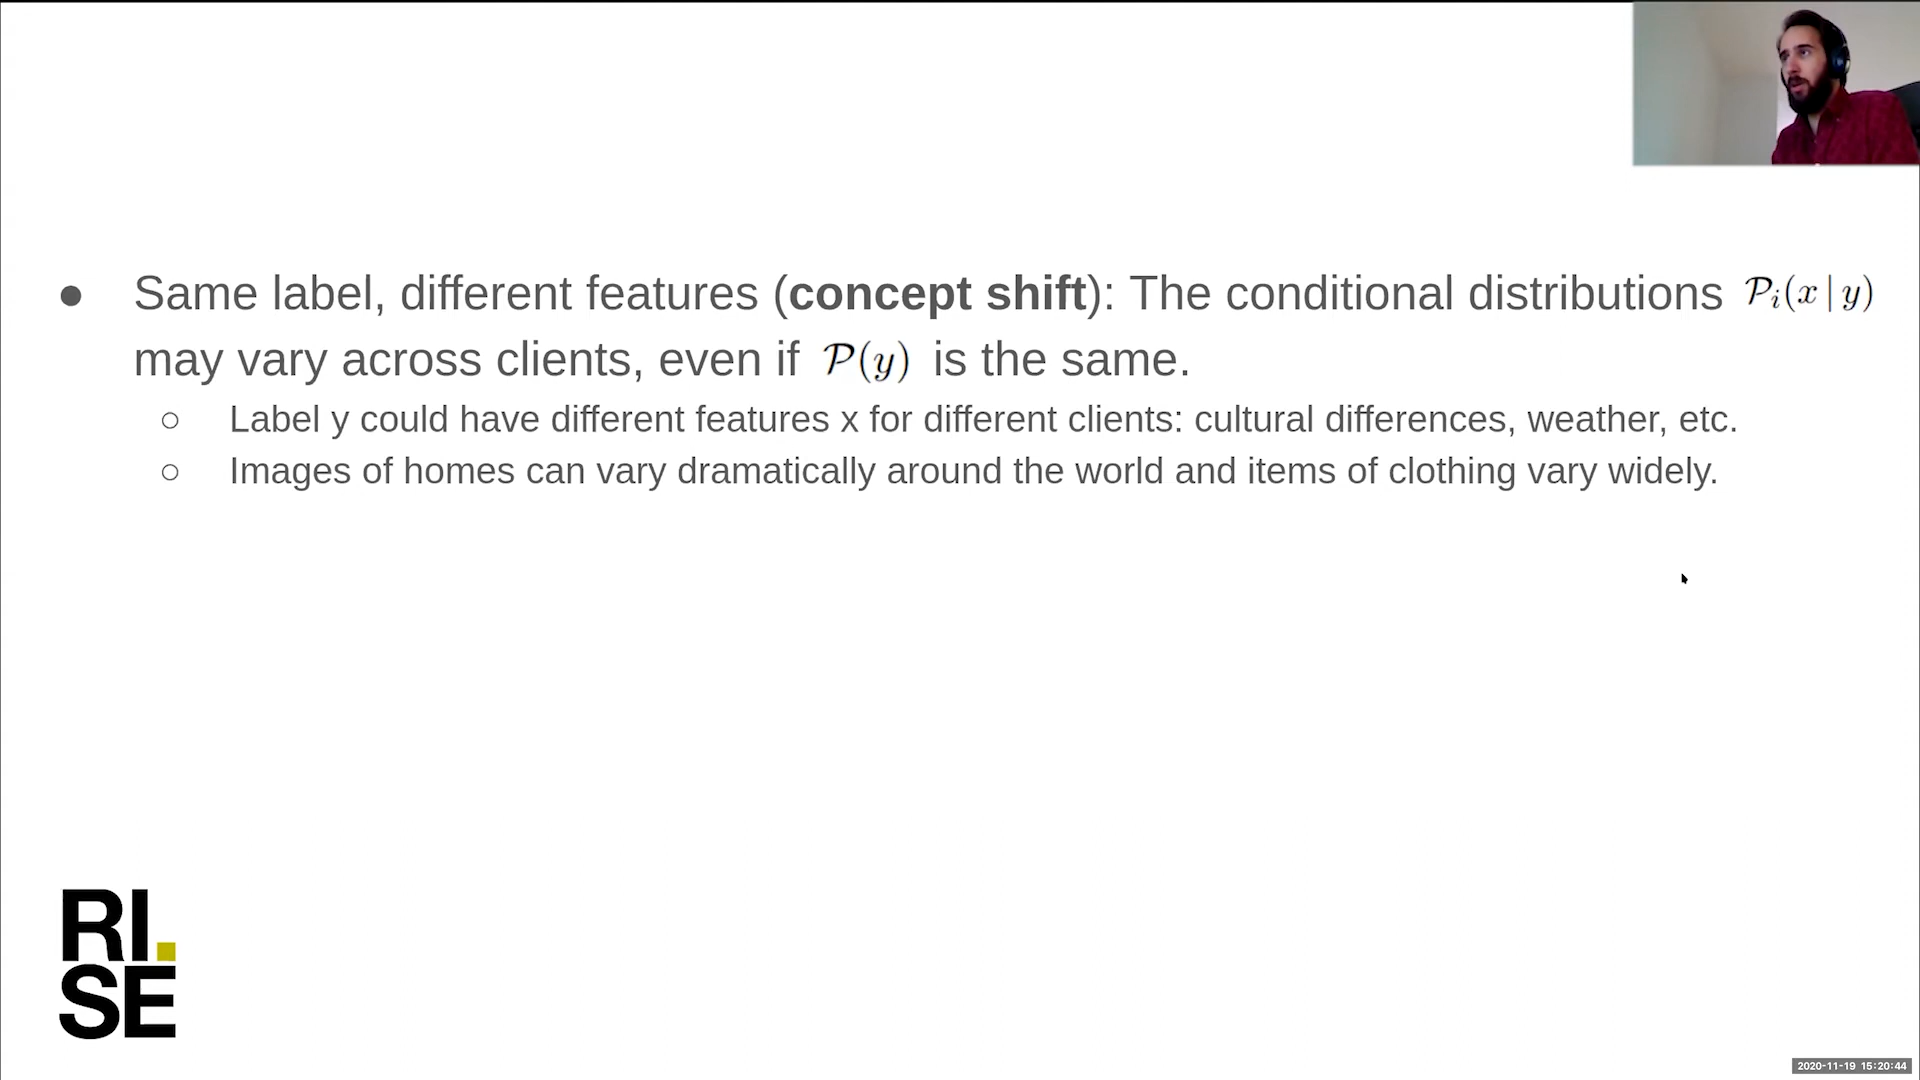 ● Same label, different features (concept shift): The conditional distributions 𝒫ᵢ(x | y)
may vary across clients, even if 𝒫(y) is the same.
○ Label y could have different features x for different clients: cultural differences, weather, etc.
○ Images of homes can vary dramatically around the world and items of clothing vary widely.
RI.
SE
2020-11-19 15:20:44